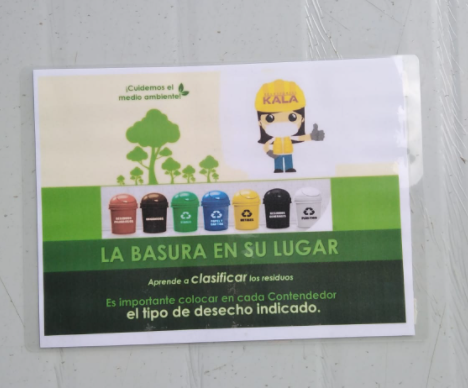 ¡Cuidemos el
medio ambiente!
KALA
LA BASURA EN SU LUGAR
Aprende a clasificar los residuos
Es importante colocar en cada Contendedor
el tipo de desecho indicado.